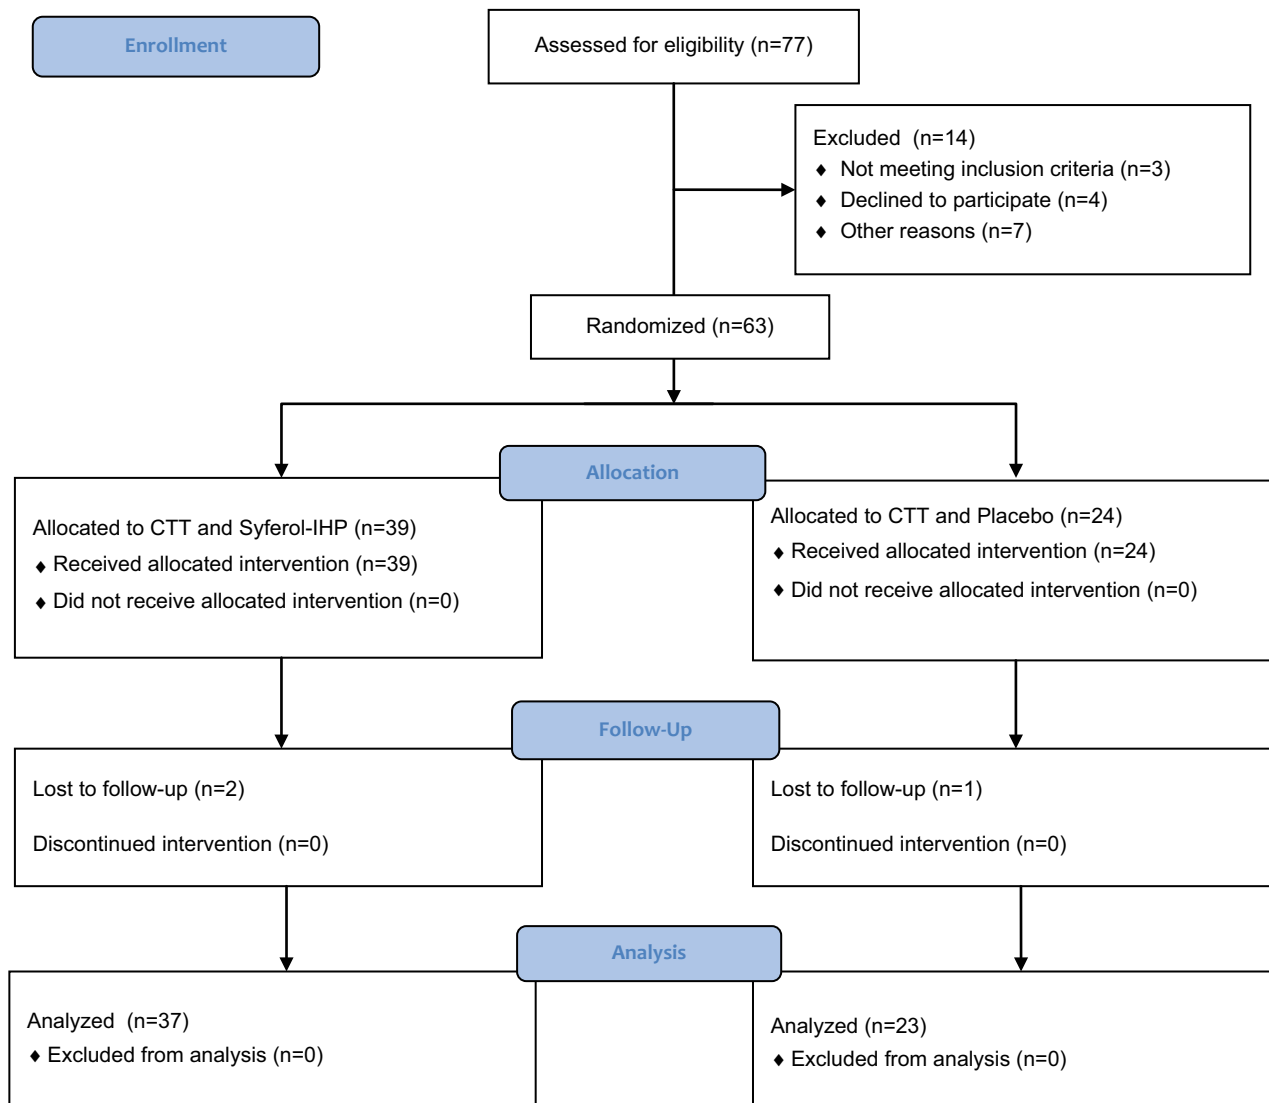 Enrollment
Assessed for eligibility (n=77)
Excluded (n=14)
♦ Not meeting inclusion criteria (n=3)
♦ Declined to participate (n=4)
♦ Other reasons (n=7)
Randomized (n=63)
Allocation
Allocated to CTT and Syferol-IHP (n=39)
♦ Received allocated intervention (n=39)
♦ Did not receive allocated intervention (n=0)
Allocated to CTT and Placebo (n=24)
♦ Received allocated intervention (n=24)
♦ Did not receive allocated intervention (n=0)
Follow-Up
Lost to follow-up (n=2)
Discontinued intervention (n=0)
Lost to follow-up (n=1)
Discontinued intervention (n=0)
Analysis
Analyzed (n=37)
♦ Excluded from analysis (n=0)
Analyzed (n=23)
♦ Excluded from analysis (n=0)